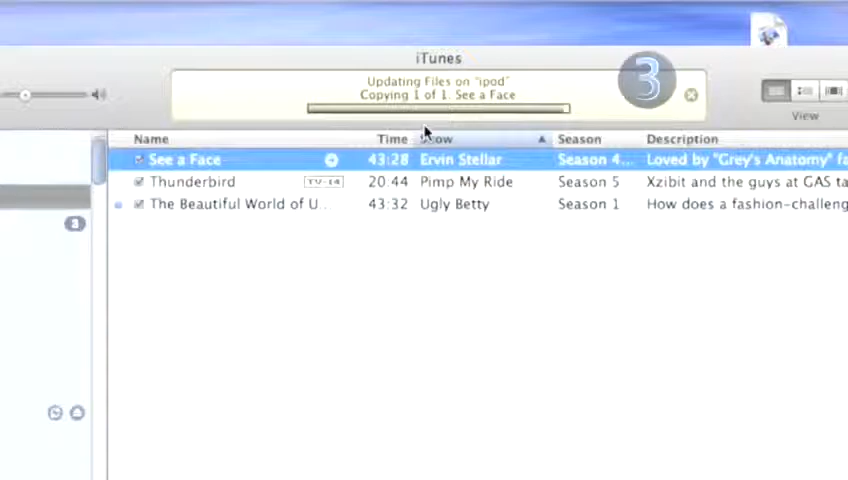 iTunes
Updating Files on "ipod"
Copying 1 of 1. See a Face
3
View
Name Time Show Season Description
See a Face 43:28 Ervin Stellar Season 4... Loved by "Grey's Anatomy" fa
Thunderbird TV-14 20:44 Pimp My Ride Season 5 Xzibit and the guys at GAS ta
The Beautiful World of U... 43:32 Ugly Betty Season 1 How does a fashion-challeng
3